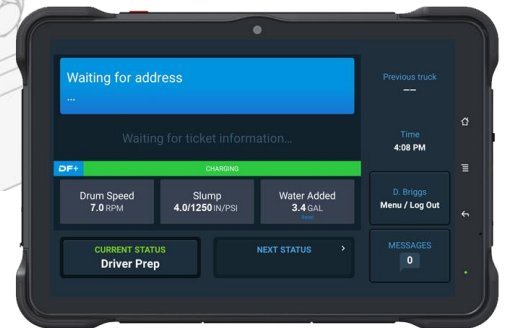 Waiting for address
...
Previous truck
--
Waiting for ticket information...
Time
4:08 PM
DF+
CHARGING
Drum Speed
7.0 RPM
Slump
4.0/1250 IN/PSI
Water Added
3.4 GAL
Reset
D. Briggs
Menu / Log Out
CURRENT STATUS
Driver Prep
NEXT STATUS >
MESSAGES
0